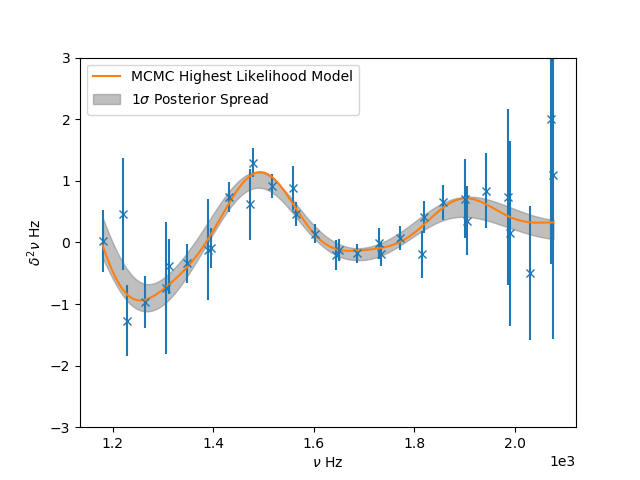 MCMC Highest Likelihood Model
1σ Posterior Spread
3
2
1
0
−1
−2
−3
δ²ν Hz
1.2
1.4
1.6
1.8
2.0
1e3
ν Hz